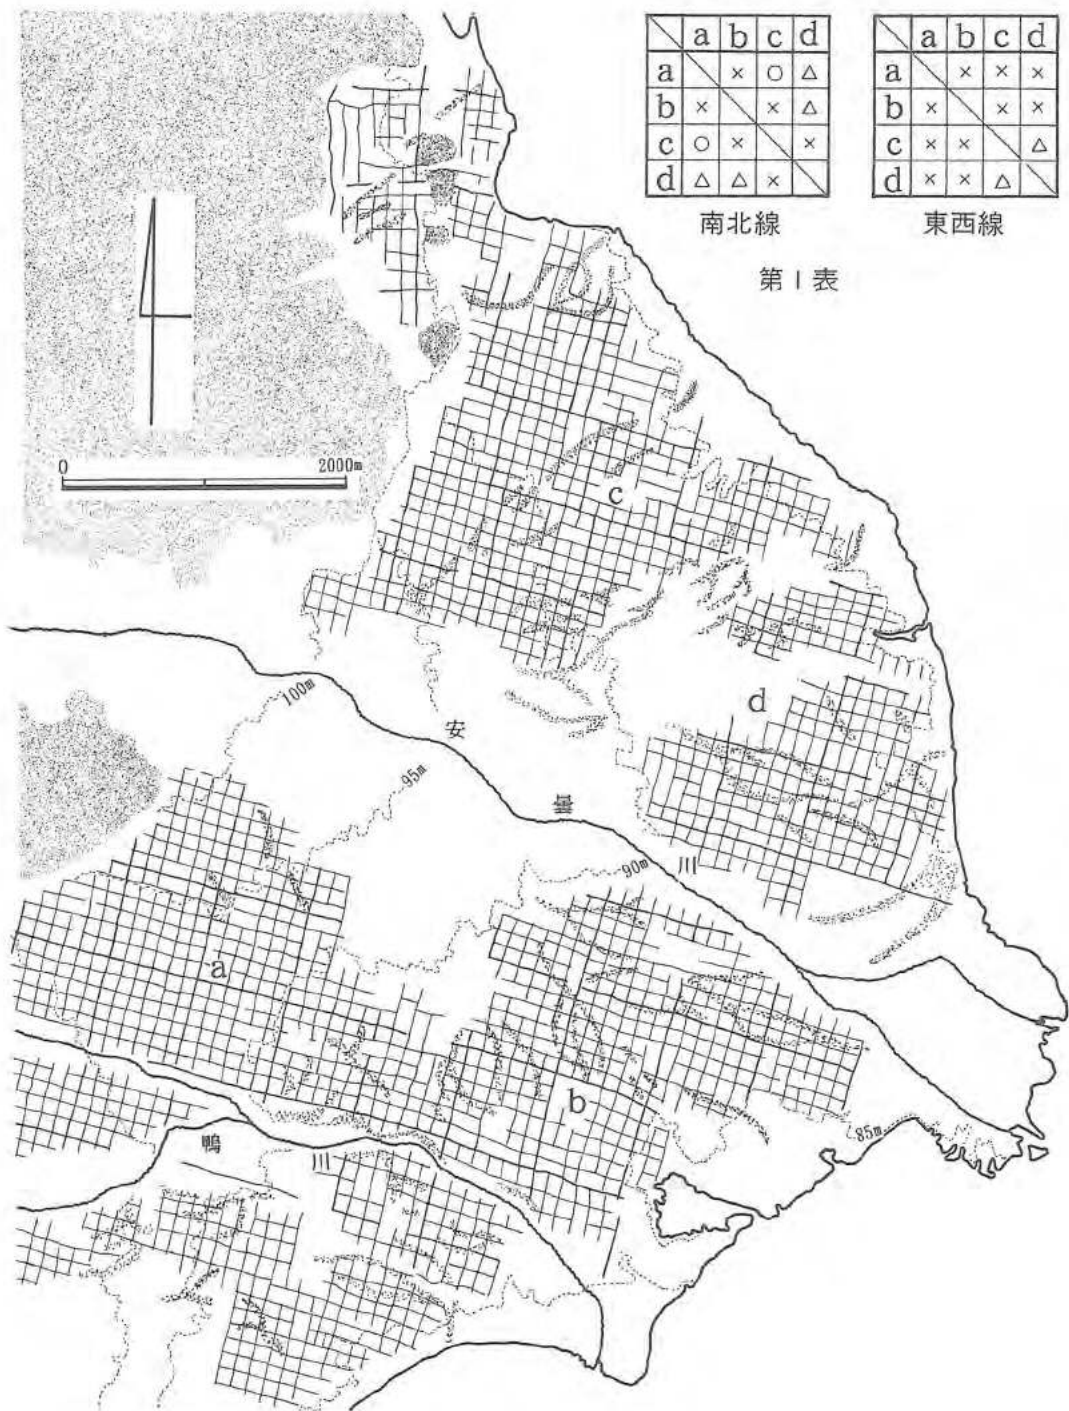 a b c d
a × ○ △
b × × △
c ○ × ×
d △ △ ×
南北線
a b c d
a × × ×
b × × ×
c × × △
d × × △
東西線
第1表
0 2000m
c
d
100m
安
95m
曇
90m
川
a
b
85m
鴨
川